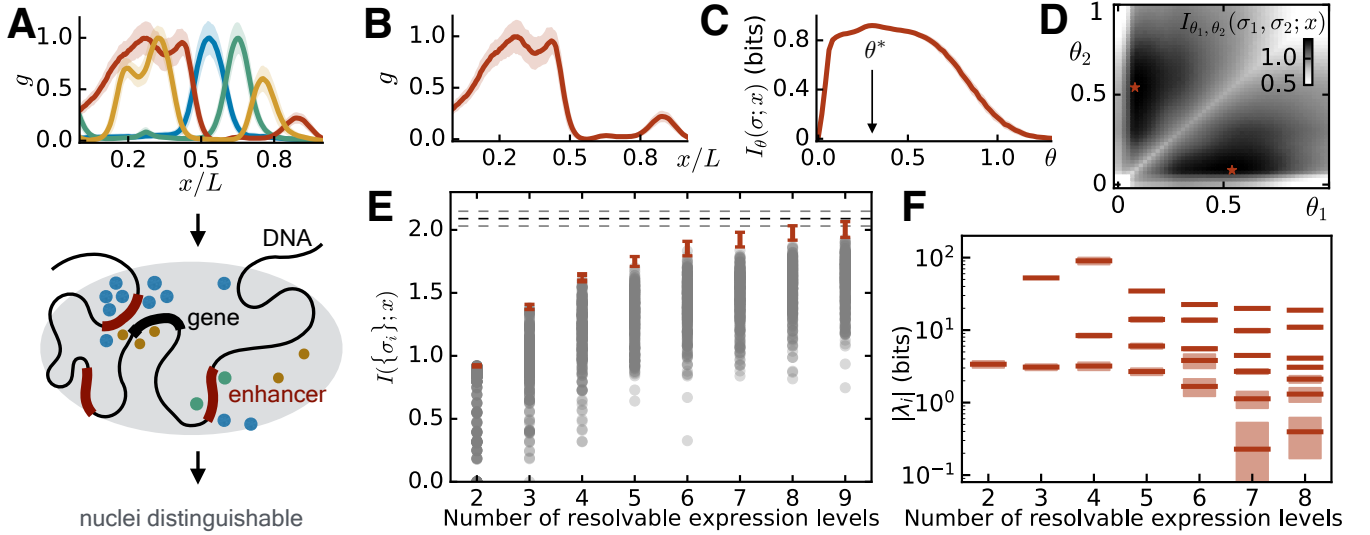 A
g
1.0
0.5
0.0
0.2 0.5 0.8
x/L
DNA
gene
enhancer
nuclei distinguishable
B
g
1.0
0.5
0.0
0.2 0.5 0.8 x/L
C
I_θ(σ; x) (bits)
0.8
0.4
0.0
θ*
0.0 0.5 1.0 θ
D
I_{θ₁,θ₂}(σ₁, σ₂; x)
1.0
0.5
θ₂
1
0.5
0
0 0.5 θ₁
E
I({σᵢ}; x)
2.0
1.5
1.0
0.5
0.0
2 3 4 5 6 7 8 9
Number of resolvable expression levels
F
|λᵢ| (bits)
10²
10¹
10⁰
10⁻¹
2 3 4 5 6 7 8
Number of resolvable expression levels